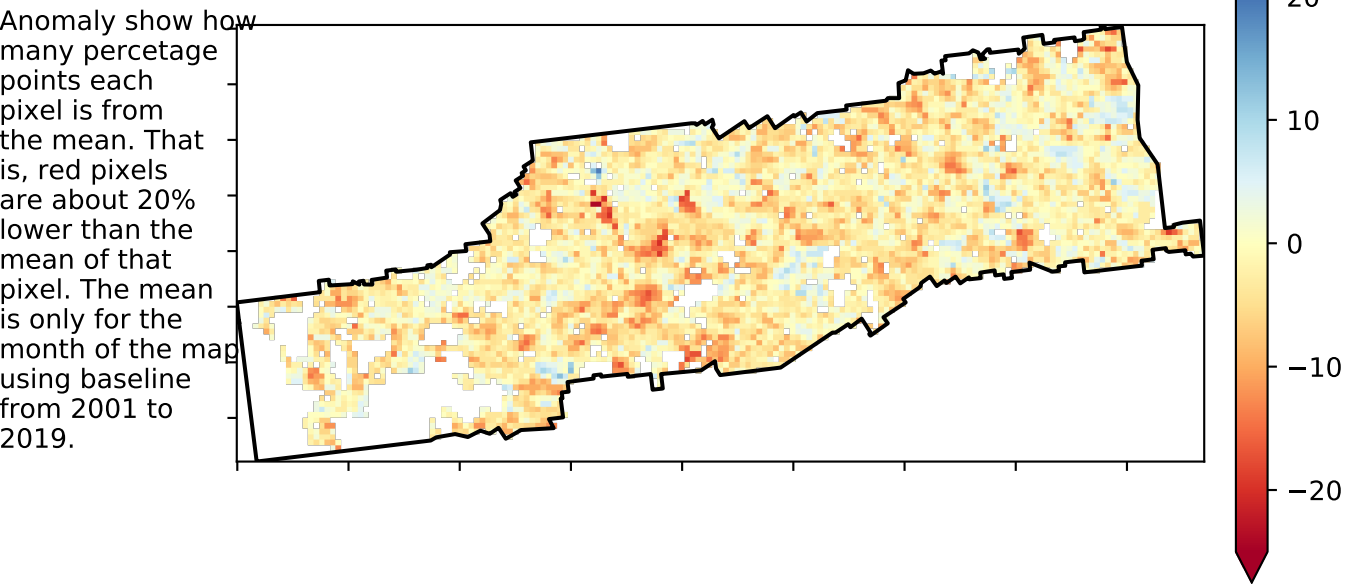 Anomaly show how
many percetage
points each
pixel is from
the mean. That
is, red pixels
are about 20%
lower than the
mean of that
pixel. The mean
is only for the
month of the map
using baseline
from 2001 to
2019.
20
10
0
−10
−20